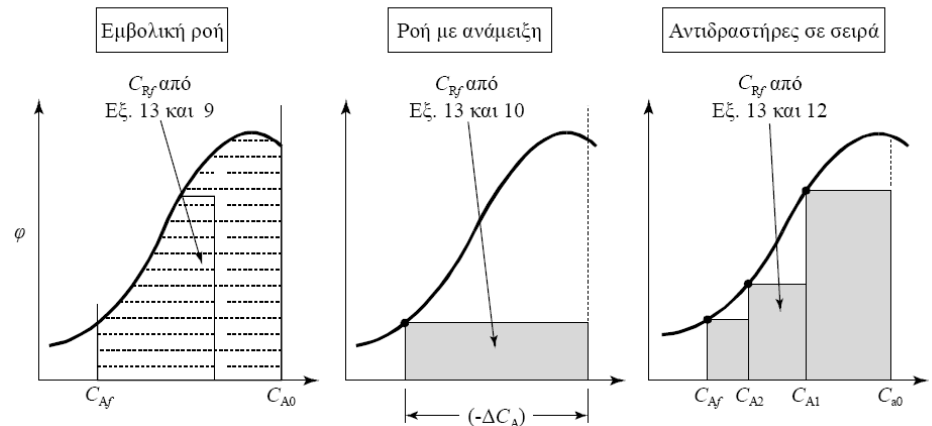 Εμβολική ροή
Ροή με ανάμειξη
Αντιδραστήρες σε σειρά
C_Rf από
Εξ. 13 και 9
C_Rf από
Εξ. 13 και 10
C_Rf από
Εξ. 13 και 12
φ
C_Af
C_A0
(-ΔC_A)
C_Af
C_A2
C_A1
C_a0